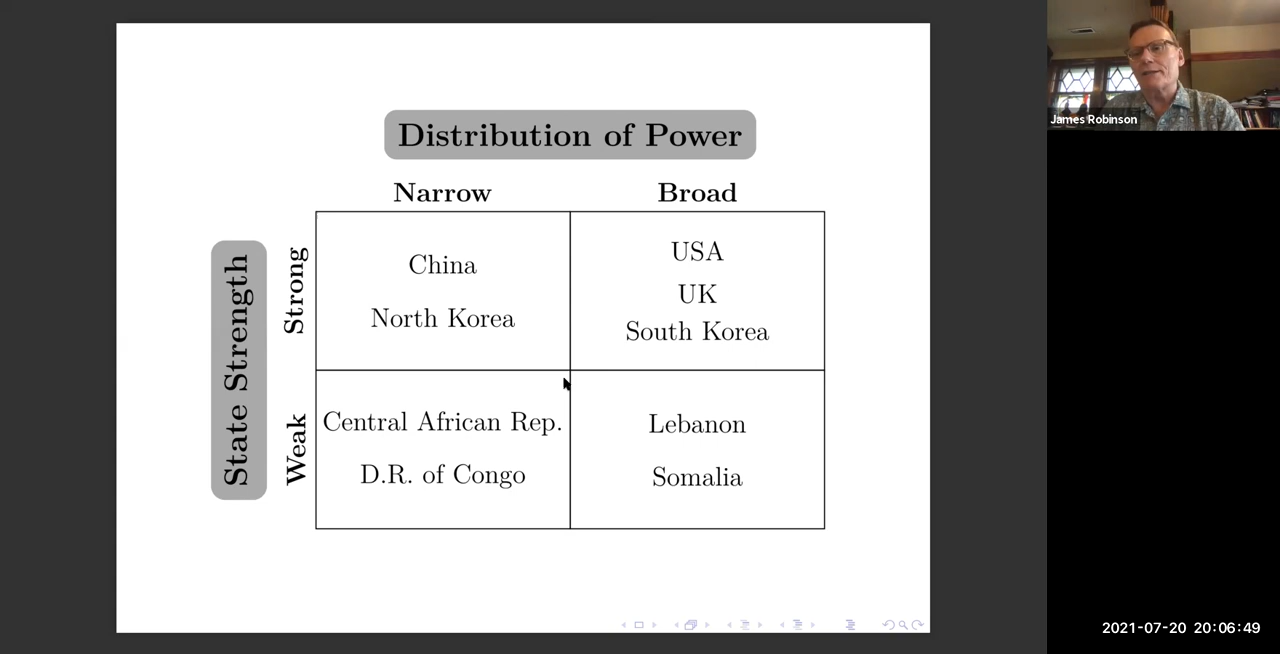 Distribution of Power
Narrow
Broad
State Strength
Strong
China
North Korea
USA
UK
South Korea
Weak
Central African Rep.
D.R. of Congo
Lebanon
Somalia
James Robinson
2021-07-20 20:06:49